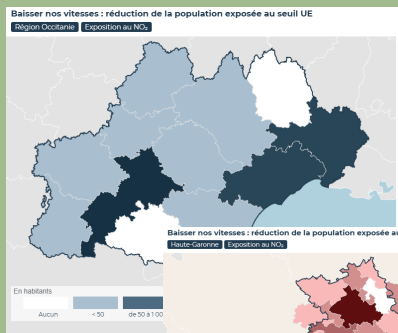 Baisser nos vitesses : réduction de la population exposée au seuil UE
Région Occitanie Exposition au NO₂
Baisser nos vitesses : réduction de la population exposée au
Haute-Garonne Exposition au NO₂
En habitants
Aucun < 50 de 50 à 1 00